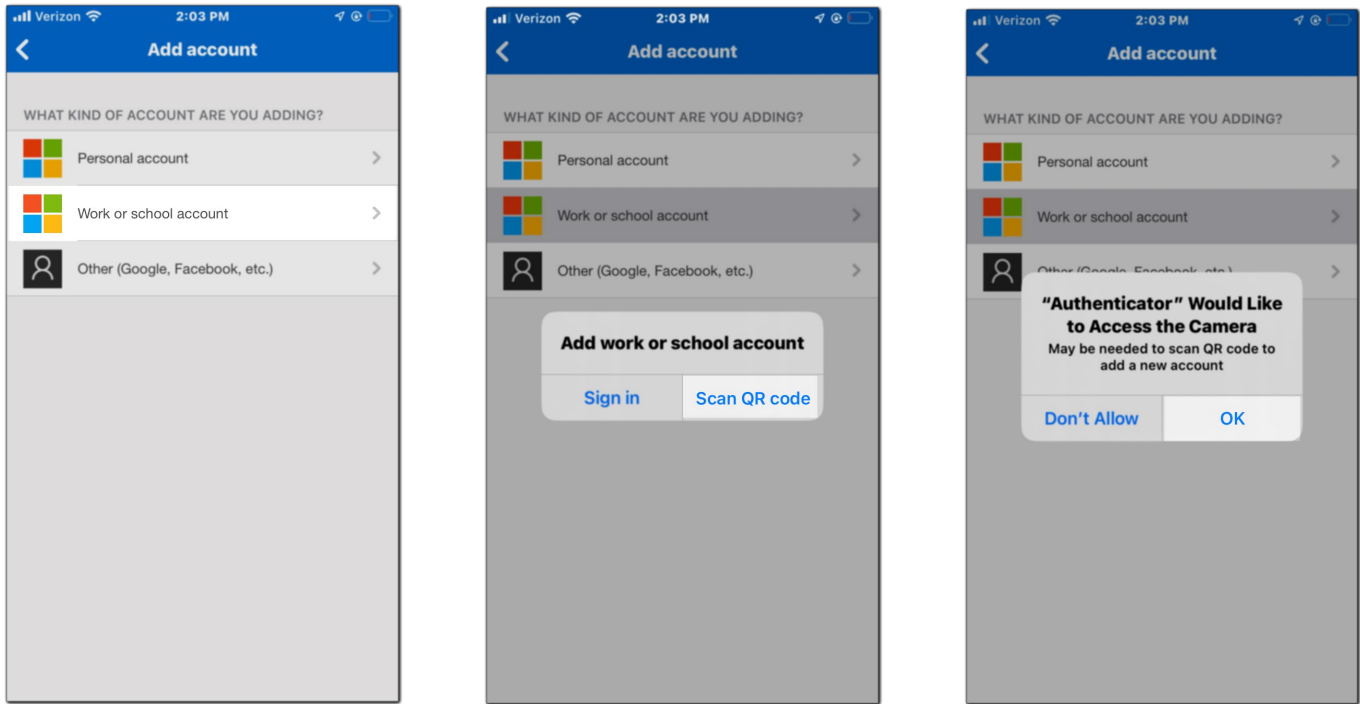 Verizon 2:03 PM
Add account
WHAT KIND OF ACCOUNT ARE YOU ADDING?
Personal account
Work or school account
Other (Google, Facebook, etc.)
Verizon 2:03 PM
Add account
WHAT KIND OF ACCOUNT ARE YOU ADDING?
Personal account
Work or school account
Other (Google, Facebook, etc.)
Add work or school account
Sign in Scan QR code
Verizon 2:03 PM
Add account
WHAT KIND OF ACCOUNT ARE YOU ADDING?
Personal account
Work or school account
Other (Google, Facebook, etc.)
“Authenticator” Would Like
to Access the Camera
May be needed to scan QR code to
add a new account
Don’t Allow OK